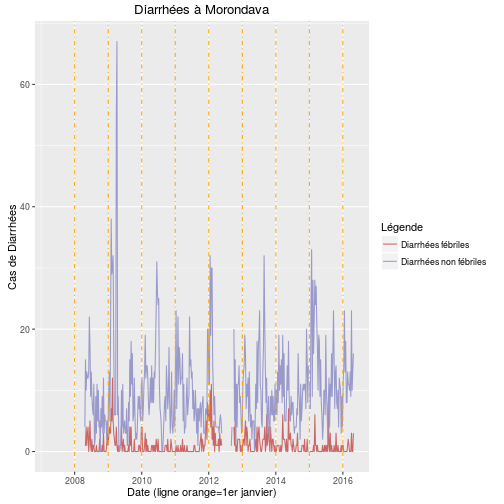 Diarrhées à Morondava
Cas de Diarrhées
60
40
20
0
2008
2010
2012
2014
2016
Date (ligne orange=1er janvier)
Légende
Diarrhées fébriles
Diarrhées non fébriles